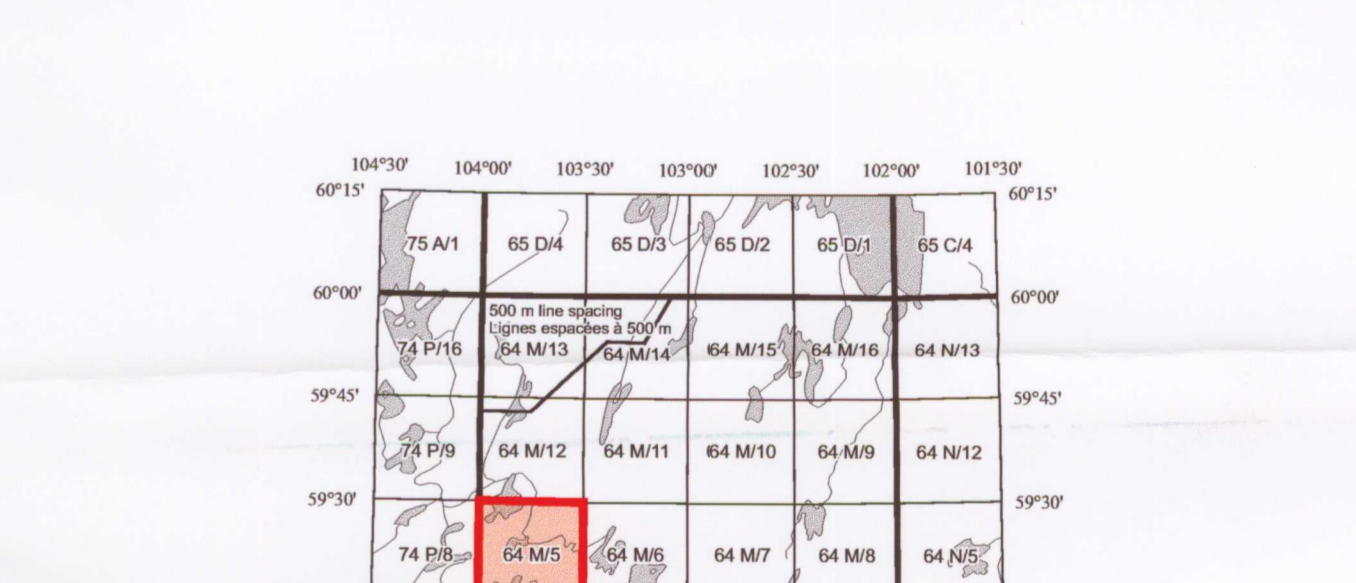 104°30' 104°00' 103°30' 103°00' 102°30' 102°00' 101°30'
60°15' 60°15'
75 A/1 65 D/4 65 D/3 65 D/2 65 D/1 65 C/4
60°00' 60°00'
500 m line spacing
Lignes espacées à 500 m
74 P/16 64 M/13 64 M/14 64 M/15 64 M/16 64 N/13
59°45' 59°45'
74 P/9 64 M/12 64 M/11 64 M/10 64 M/9 64 N/12
59°30' 59°30'
74 P/8 64 M/5 64 M/6 64 M/7 64 M/8 64 N/5